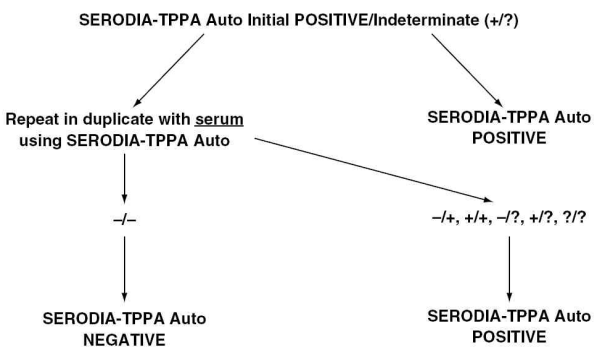 SERODIA-TPPA Auto Initial POSITIVE/Indeterminate (+/?)
Repeat in duplicate with serum
using SERODIA-TPPA Auto
SERODIA-TPPA Auto
POSITIVE
–/–
–/+, +/+, –/?, +/?, ?/?
SERODIA-TPPA Auto
NEGATIVE
SERODIA-TPPA Auto
POSITIVE